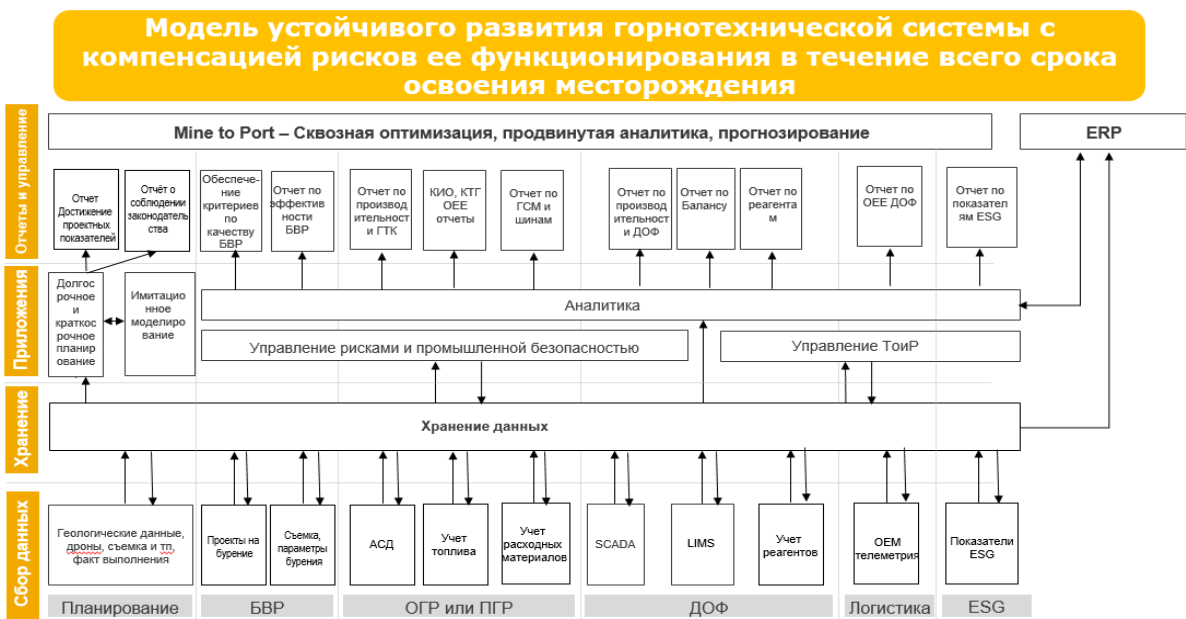 Модель устойчивого развития горнотехнической системы с
компенсацией рисков ее функционирования в течение всего срока
освоения месторождения
Отчеты и управление
Mine to Port – Сквозная оптимизация, продвинутая аналитика, прогнозирование
ERP
Отчет
Достижение
проектных
показателей
Отчёт о
соблюдении
законодатель
ства
Обеспече-
ние
критериев
по
качеству
БВР
Отчет по
эффектив
ности
БВР
Отчет по
производ
ительност
и ГТК
КИО, КТГ
ОЕЕ
отчеты
Отчет по
ГСМ и
шинам
Отчет по
производ
ительност
и ДОФ
Отчет по
Балансу
Отчет по
реагента
м
Отчет по
ОЕЕ ДОФ
Отчет по
показател
ям ESG
Приложения
Долгос
рочное
и
краткос
рочное
планир
ование
Имитацио
нное
моделиро
вание
Аналитика
Управление рисками и промышленной безопасностью
Управление ТоиР
Хранение
Хранение данных
Сбор данных
Геологические данные,
дроны, съемка и тп,
факт выполнения
Проекты на
бурение
Съемка,
параметры
бурения
АСД
Учет
топлива
Учет
расходных
материалов
SCADA
LIMS
Учет
реагентов
ОЕМ
телеметрия
Показатели
ESG
Планирование
БВР
ОГР или ПГР
ДОФ
Логистика
ESG